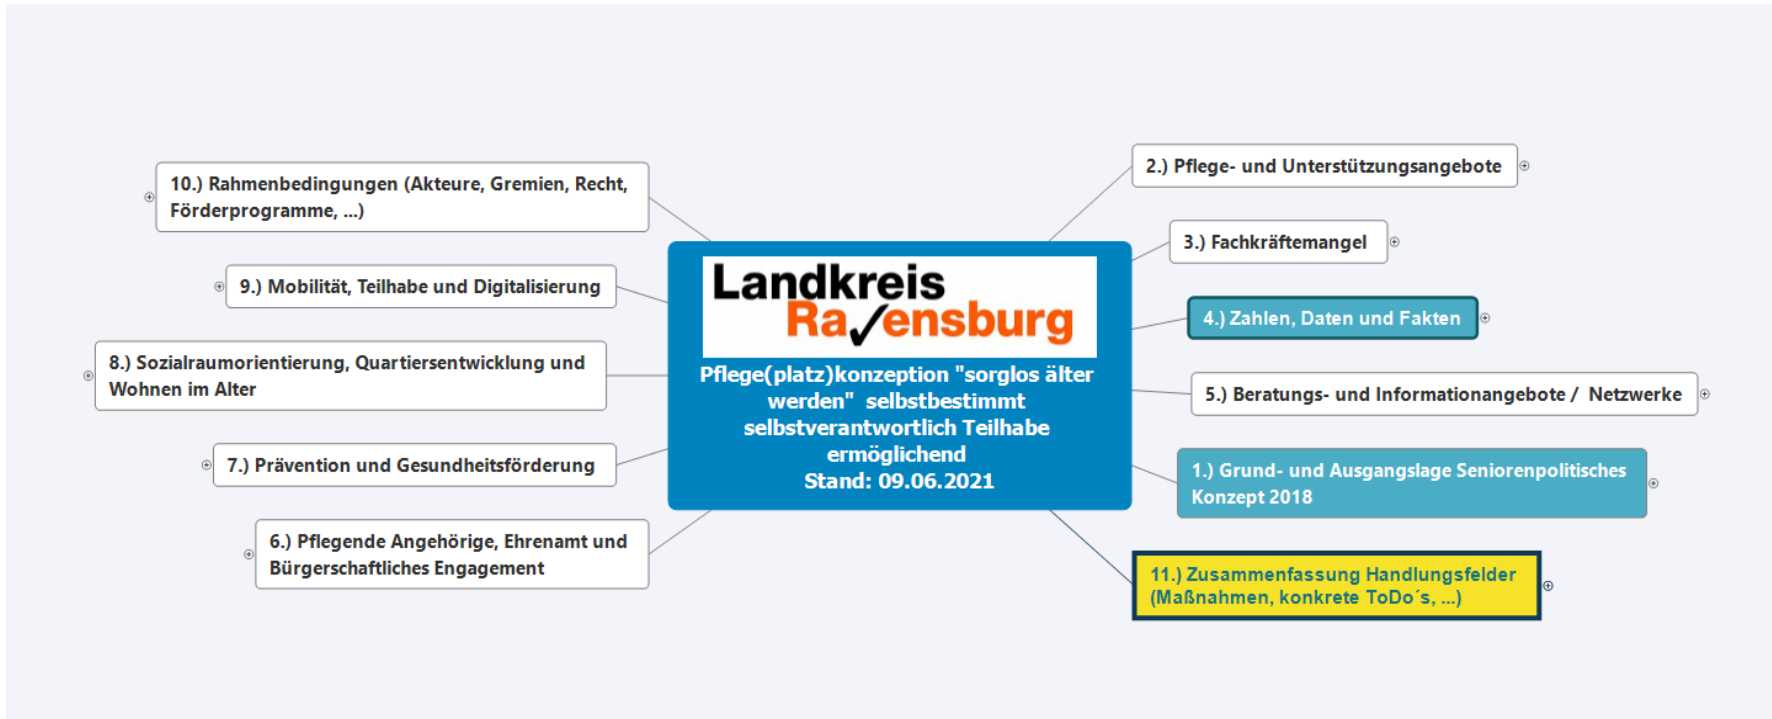 10.) Rahmenbedingungen (Akteure, Gremien, Recht,
Förderprogramme, ...)
9.) Mobilität, Teilhabe und Digitalisierung
8.) Sozialraumorientierung, Quartiersentwicklung und
Wohnen im Alter
7.) Prävention und Gesundheitsförderung
6.) Pflegende Angehörige, Ehrenamt und
Bürgerschaftliches Engagement
Landkreis
Ravensburg
Pflege(platz)konzeption "sorglos älter
werden" selbstbestimmt
selbstverantwortlich Teilhabe
ermöglichend
Stand: 09.06.2021
2.) Pflege- und Unterstützungsangebote
3.) Fachkräftemangel
4.) Zahlen, Daten und Fakten
5.) Beratungs- und Informationangebote / Netzwerke
1.) Grund- und Ausgangslage Seniorenpolitisches
Konzept 2018
11.) Zusammenfassung Handlungsfelder
(Maßnahmen, konkrete ToDo´s, ...)